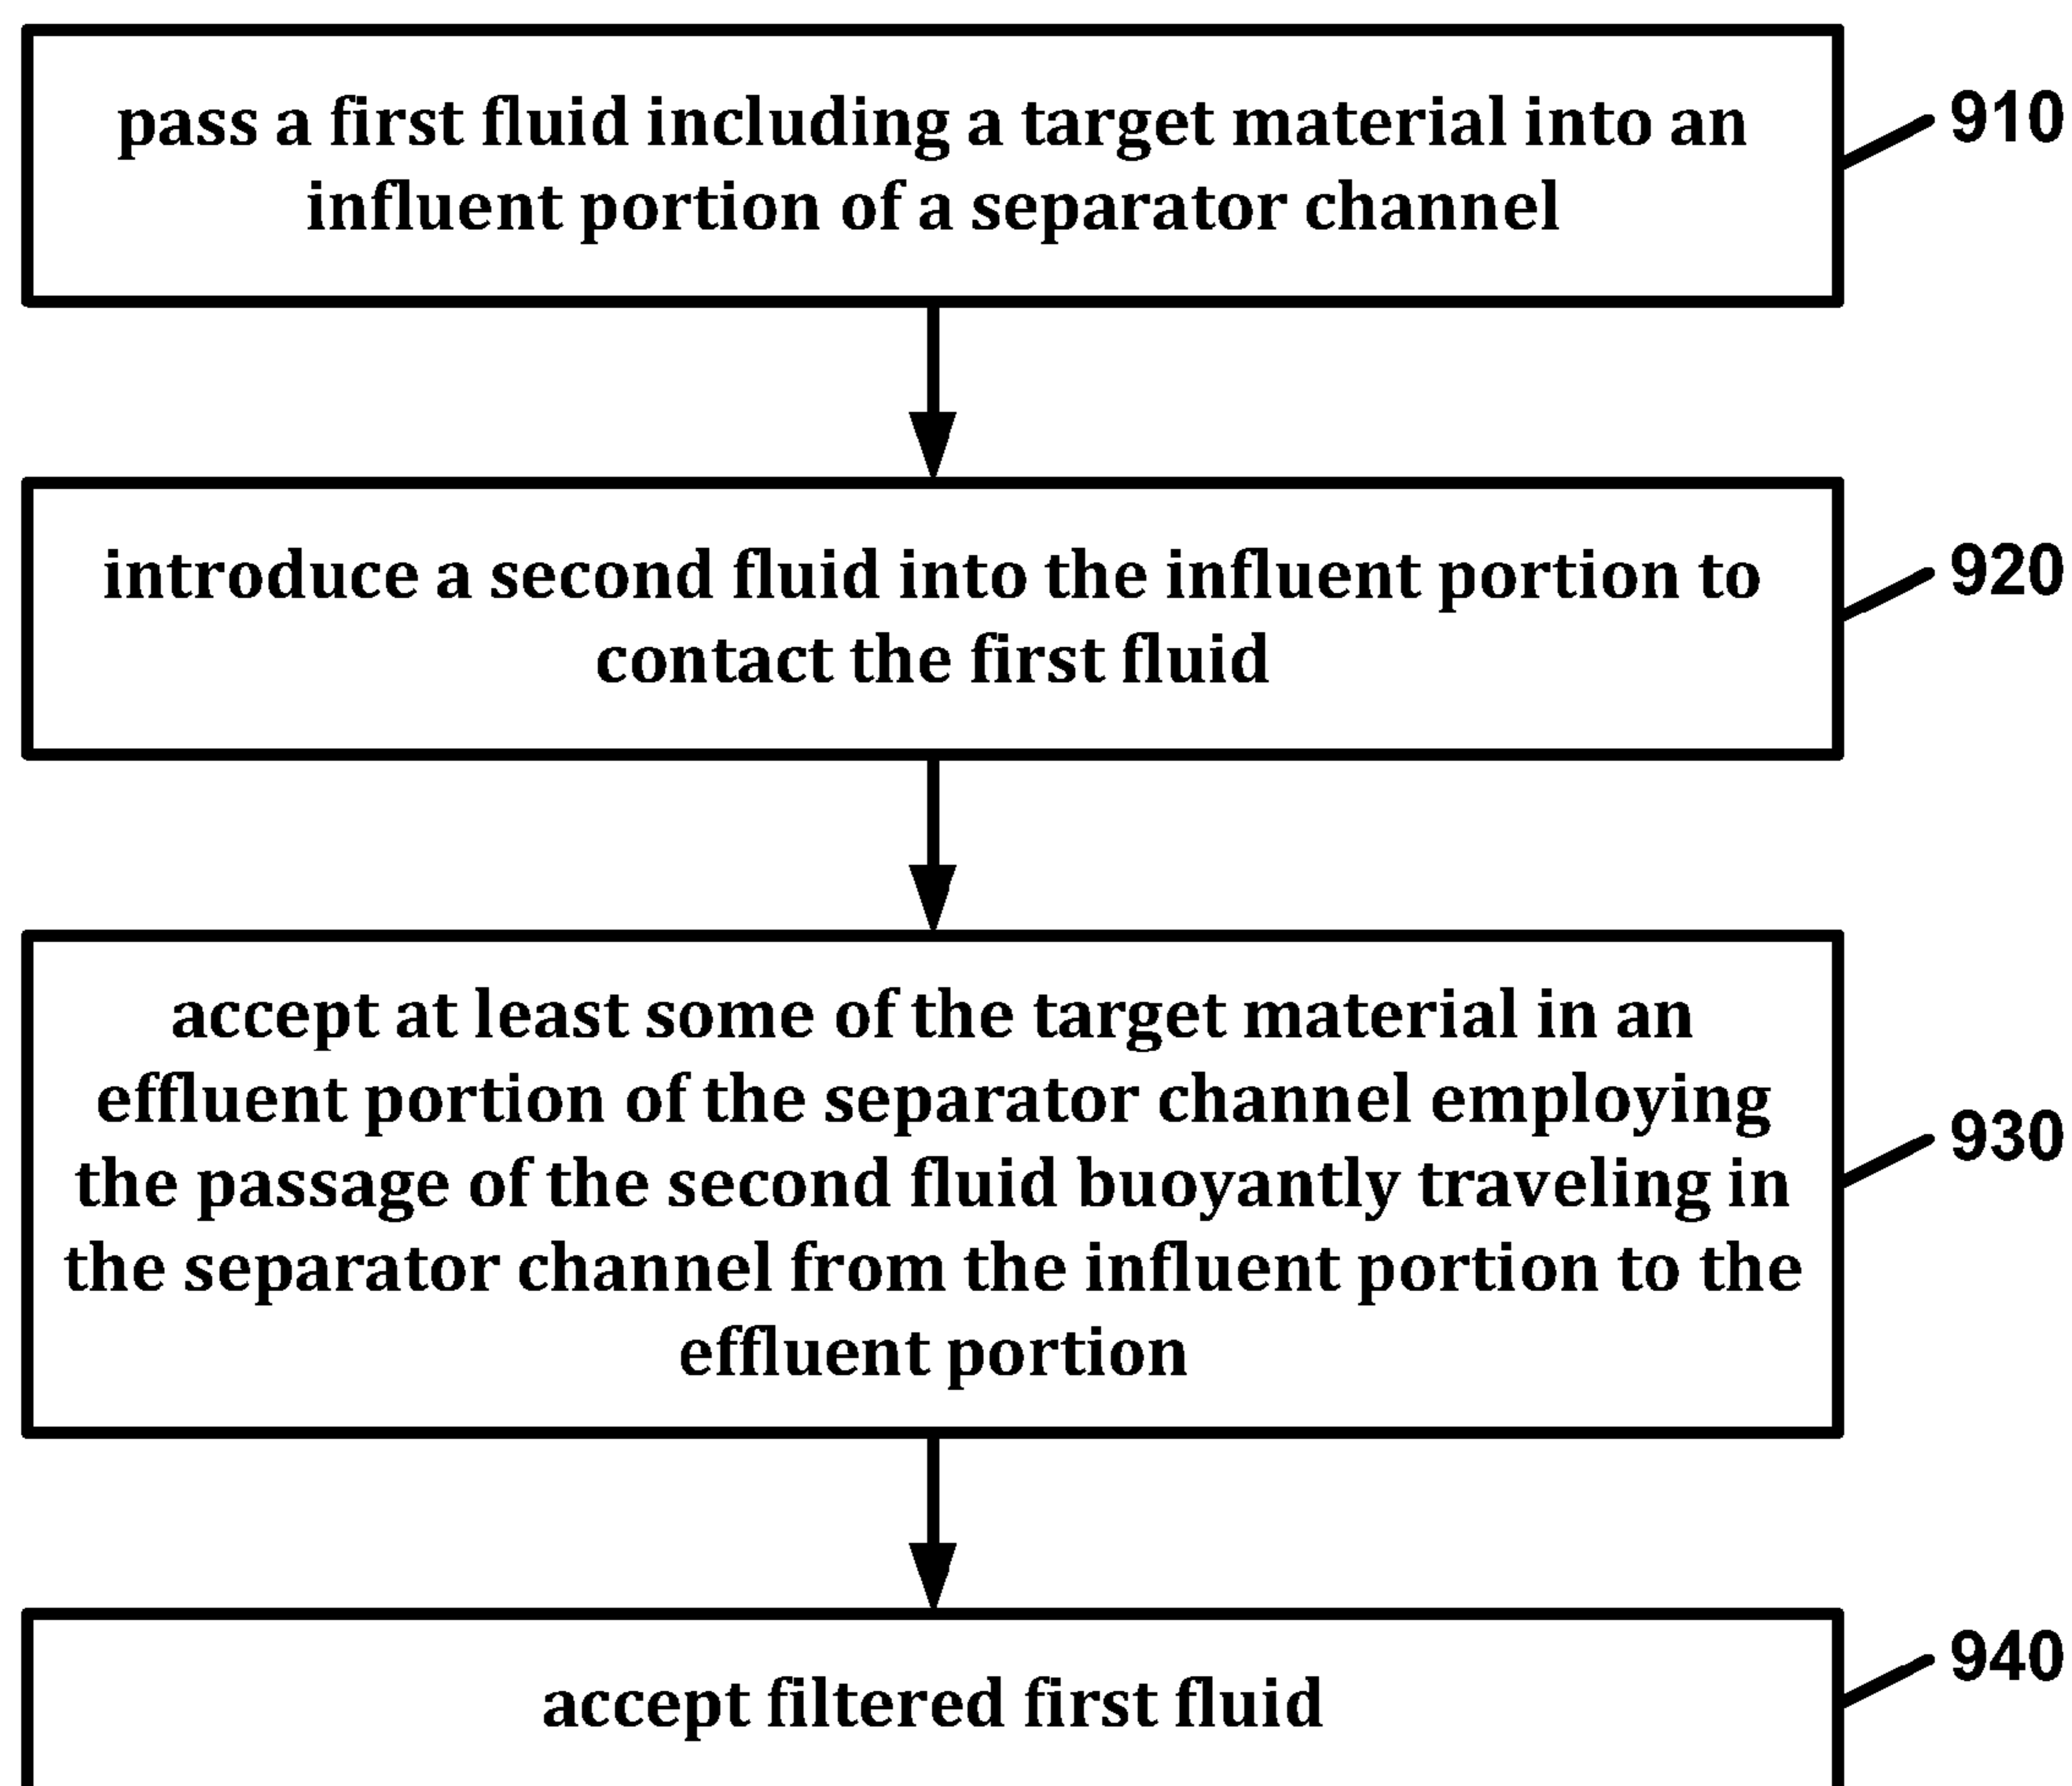 pass a first fluid including a target material into an
influent portion of a separator channel
910
introduce a second fluid into the influent portion to
contact the first fluid
920
accept at least some of the target material in an
effluent portion of the separator channel employing
the passage of the second fluid buoyantly traveling in
the separator channel from the influent portion to the
effluent portion
930
accept filtered first fluid
940